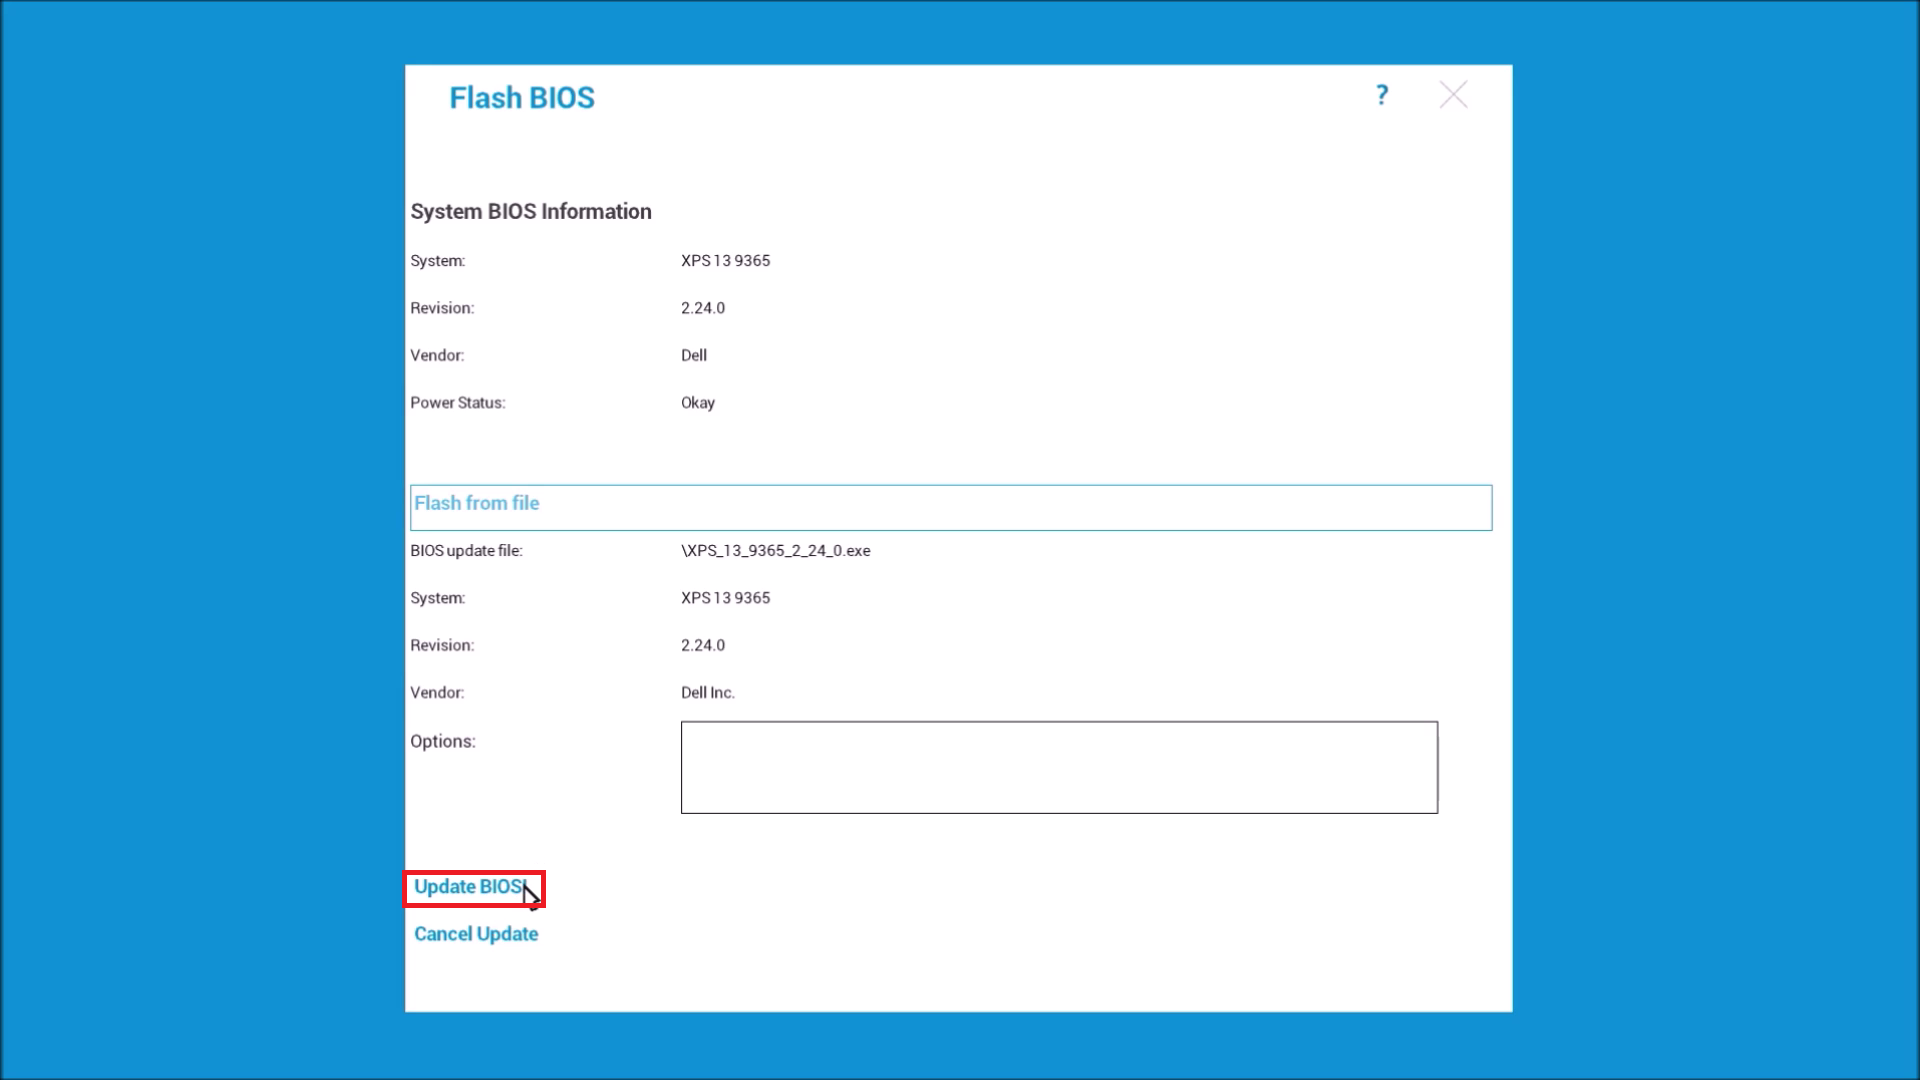 Flash BIOS
?
System BIOS Information
System: XPS 13 9365
Revision: 2.24.0
Vendor: Dell
Power Status: Okay
Flash from file
BIOS update file: \XPS_13_9365_2_24_0.exe
System: XPS 13 9365
Revision: 2.24.0
Vendor: Dell Inc.
Options:
Update BIOS!
Cancel Update